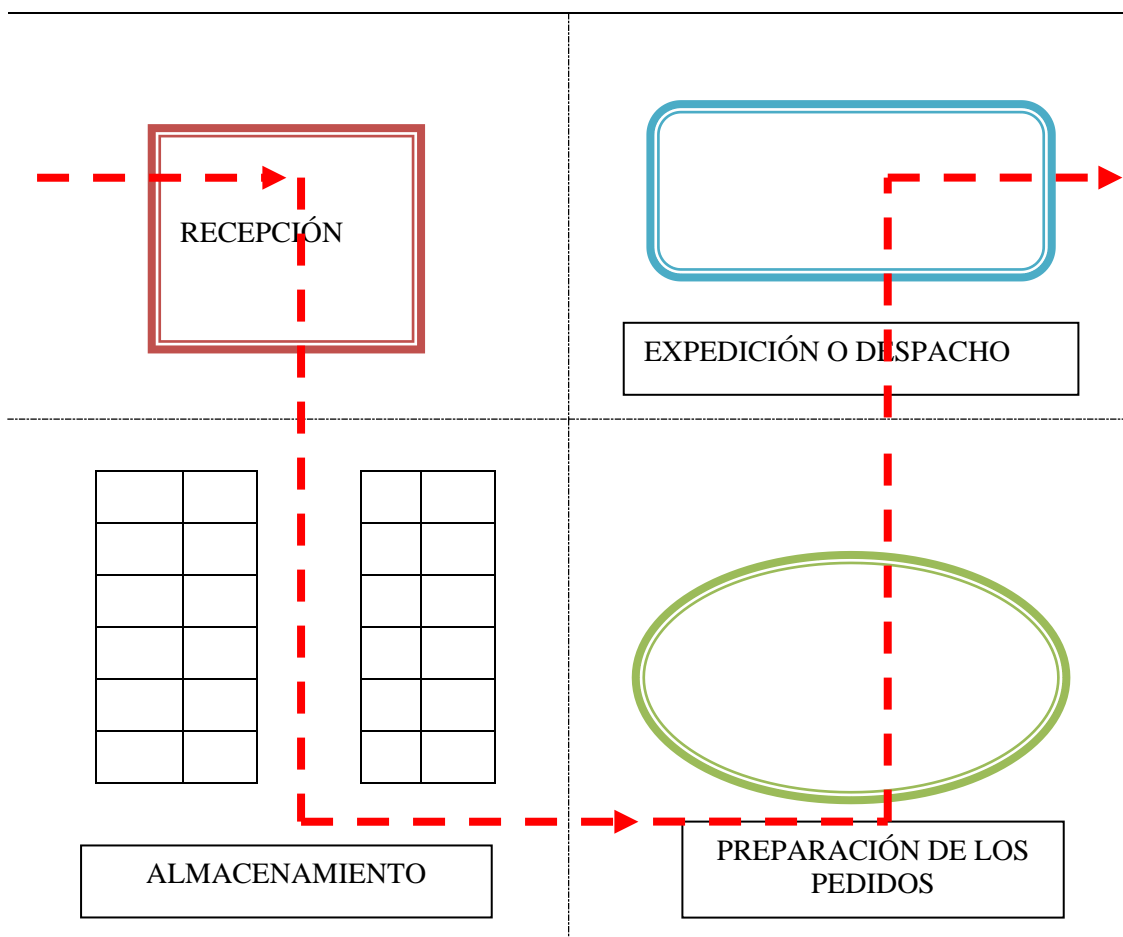 RECEPCIÓN
EXPEDICIÓN O DESPACHO
ALMACENAMIENTO
PREPARACIÓN DE LOS
PEDIDOS